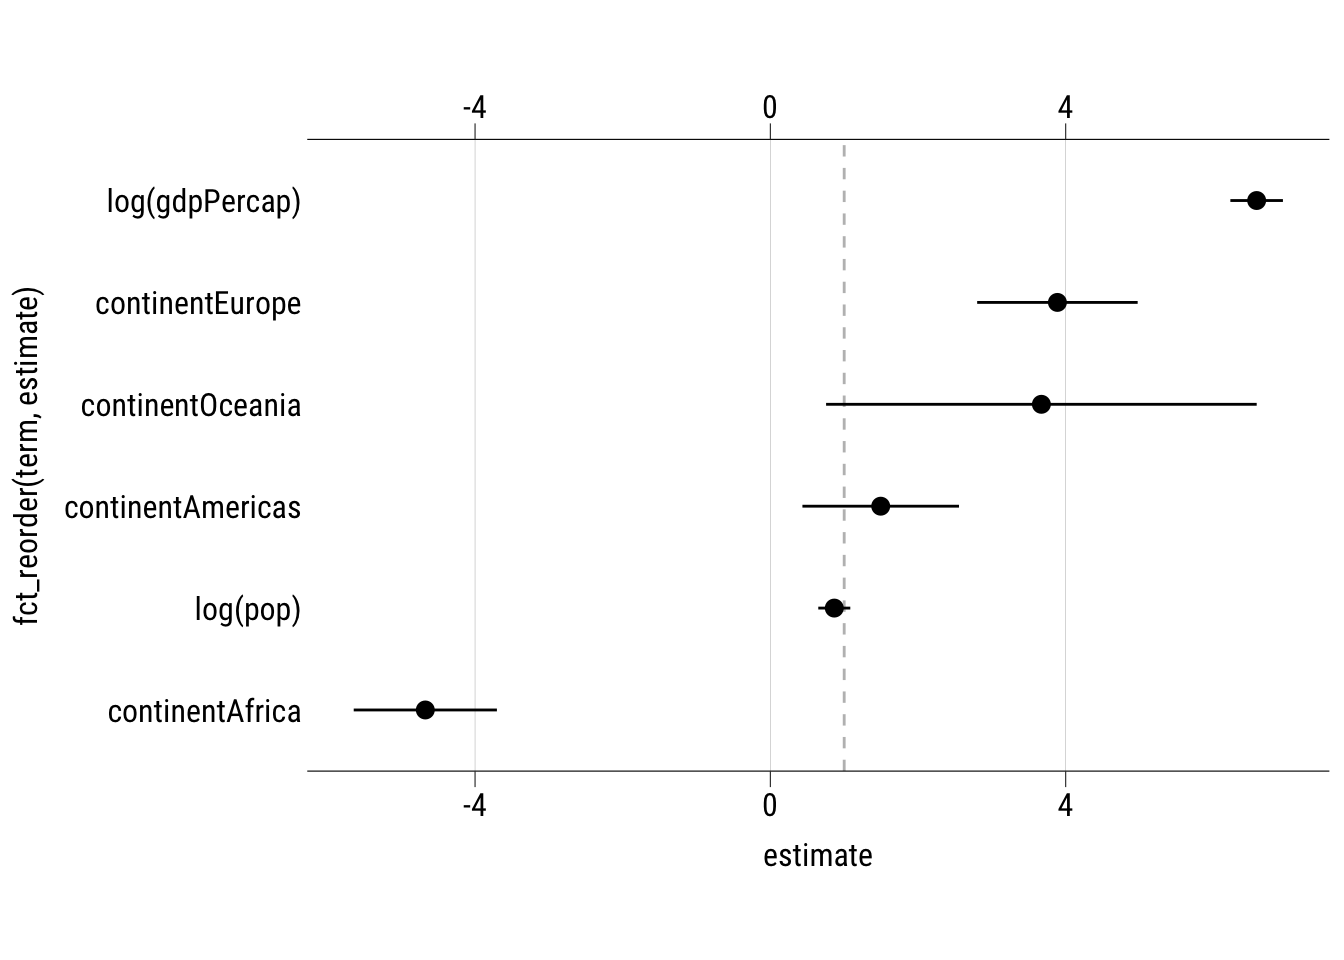 -4 0 4
log(gdpPercap)
continentEurope
continentOceania
continentAmericas
log(pop)
continentAfrica
fct_reorder(term, estimate)
-4 0 4
estimate